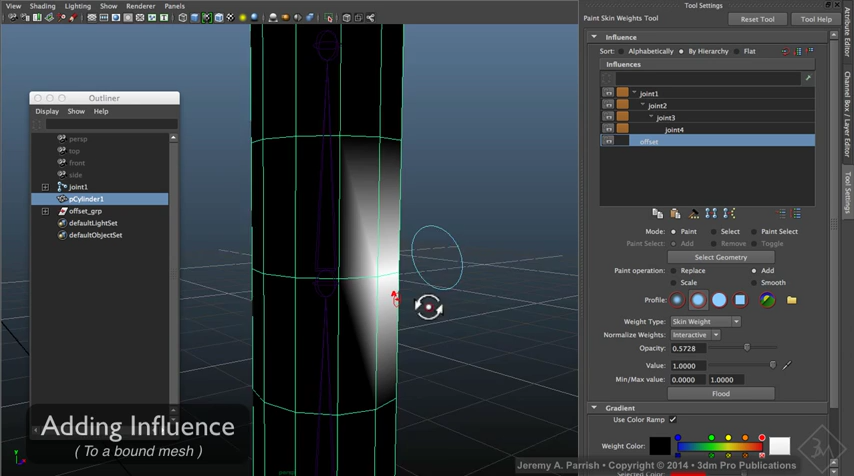 View Shading Lighting Show Renderer Panels
Tool Settings
Paint Skin Weights Tool
Reset Tool
Tool Help
Influence
Sort: Alphabetically By Hierarchy Flat
Influences
joint1
joint2
joint3
joint4
offset
Mode: Paint Select Paint Select
Paint Select: Add Remove Toggle
Select Geometry
Paint operation: Replace Add
Scale Smooth
Profile:
Weight Type: Skin Weight
Normalize Weights: Interactive
Opacity: 0.5728
Value: 1.0000
Min/Max value: 0.0000 1.0000
Flood
Gradient
Use Color Ramp
Weight Color:
Selected Color
Attribute Editor
Channel Box / Layer Editor
Tool Settings
Outliner
Display Show Help
persp
top
front
side
joint1
pCylinder1
offset_grp
defaultLightSet
defaultObjectSet
Adding Influence
( To a bound mesh )
persp
y
Jeremy A. Parrish • Copyright © 2014 • 3dm Pro Publications